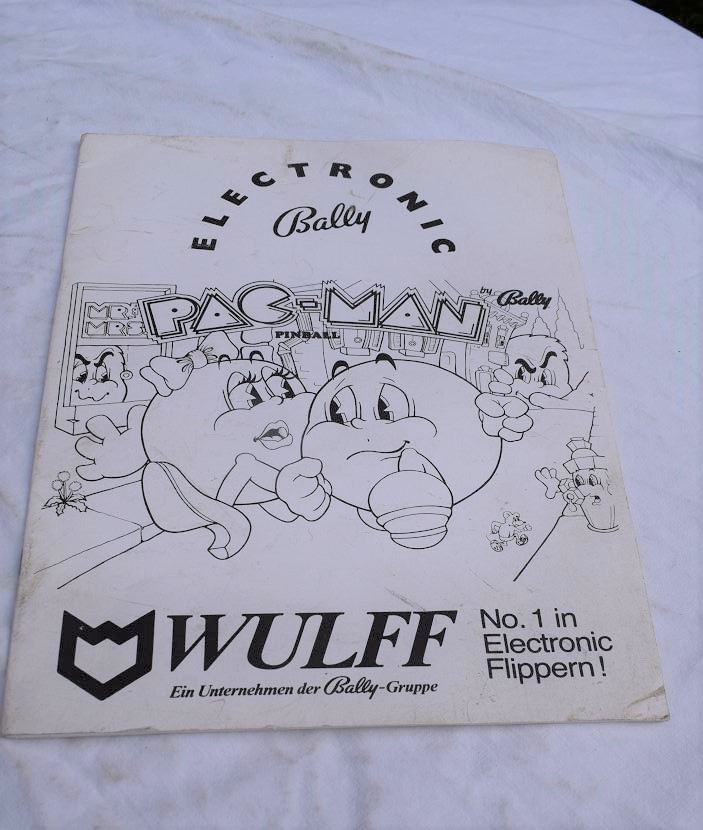 ELECTRONIC
Bally
MR. &
MRS.
PAC-MAN
by Bally
PINBALL
WULFF
Ein Unternehmen der Bally-Gruppe
No. 1 in
Electronic
Flippern!